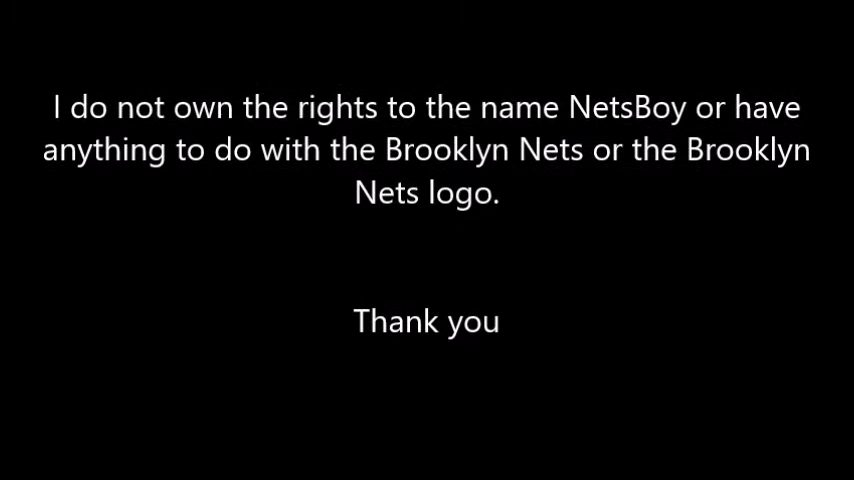 I do not own the rights to the name NetsBoy or have
anything to do with the Brooklyn Nets or the Brooklyn
Nets logo.
Thank you